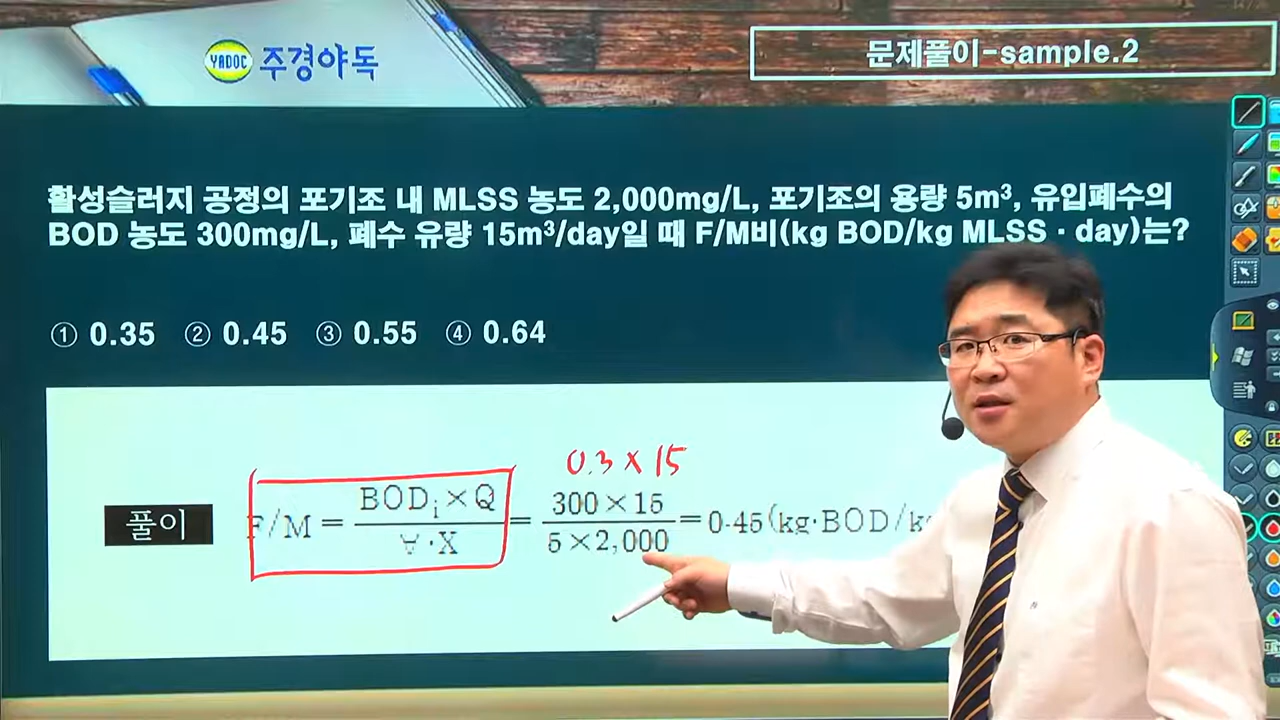 YADOC 주경야독
문제풀이-sample.2
활성슬러지 공정의 포기조 내 MLSS 농도 2,000mg/L, 포기조의 용량 5m³, 유입폐수의
BOD 농도 300mg/L, 폐수 유량 15m³/day일 때 F/M비(kg BOD/kg MLSS · day)는?
① 0.35 ② 0.45 ③ 0.55 ④ 0.64
0.3 × 15
풀이 F/M = BODᵢ×Q / ∀·X = 300×15 / 5×2,000 = 0.45(kg·BOD/k